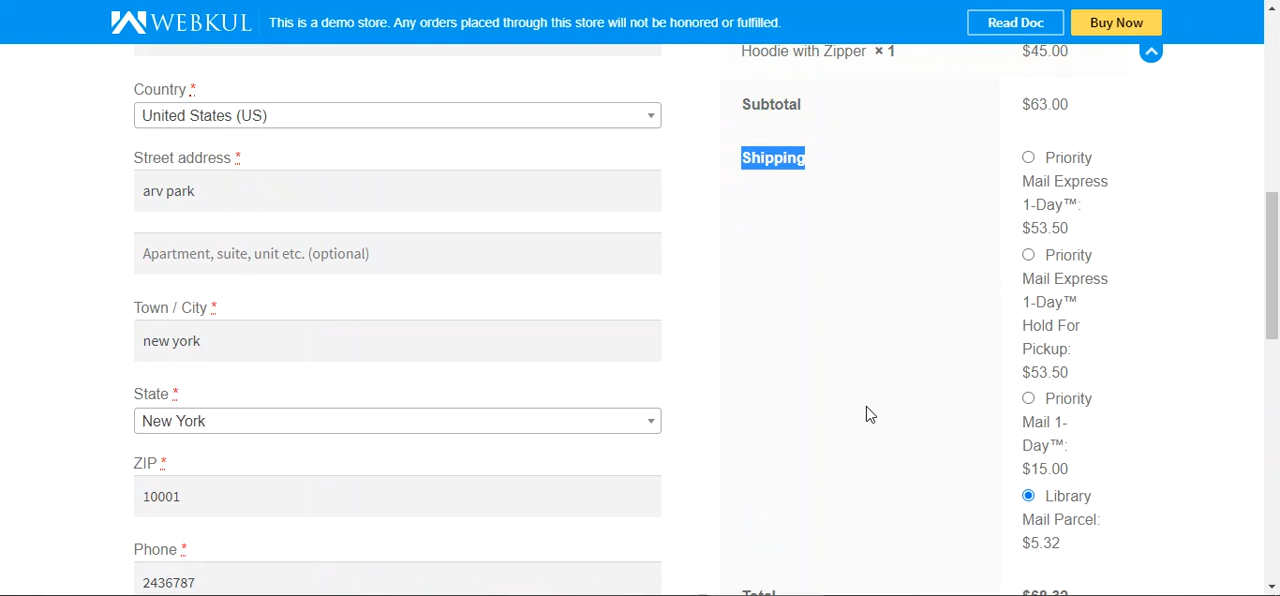 WEBKUL
This is a demo store. Any orders placed through this store will not be honored or fulfilled.
Read Doc
Buy Now
Country *
United States (US)
Street address *
arv park
Apartment, suite, unit etc. (optional)
Town / City *
new york
State *
New York
ZIP *
10001
Phone *
2436787
Hoodie with Zipper × 1
$45.00
Subtotal
$63.00
Shipping
Priority
Mail Express
1-Day™:
$53.50
Priority
Mail Express
1-Day™
Hold For
Pickup:
$53.50
Priority
Mail 1-
Day™:
$15.00
Library
Mail Parcel:
$5.32
Total
$68.32